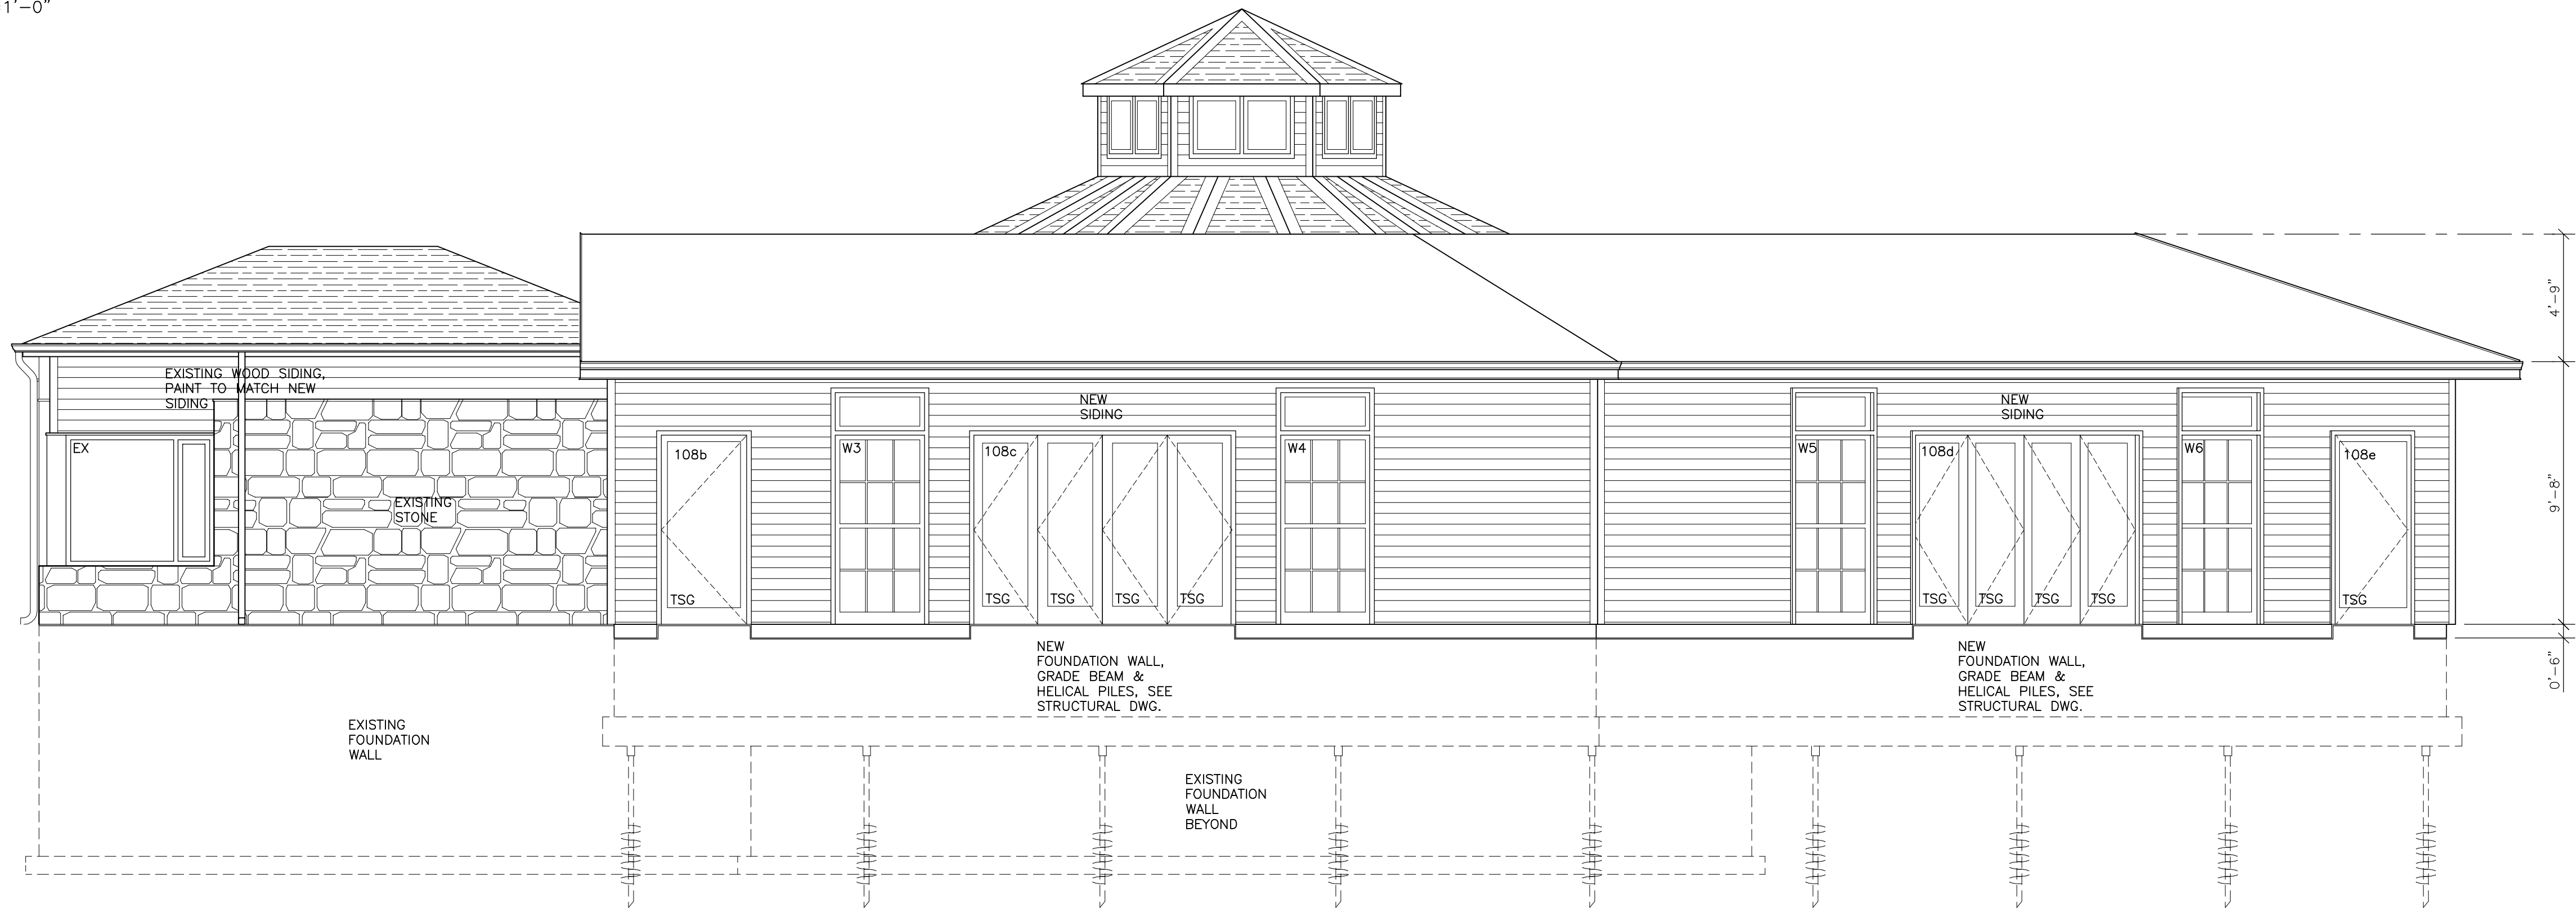 1'-0"
4'-9"
EXISTING WOOD SIDING,
PAINT TO MATCH NEW
SIDING
NEW
SIDING
NEW
SIDING
EX
108b
W3
108c
W4
W5
108d
W6
108e
9'-8"
EXISTING
STONE
TSG
TSG
TSG
TSG
TSG
TSG
TSG
TSG
TSG
TSG
NEW
FOUNDATION WALL,
GRADE BEAM &
HELICAL PILES, SEE
STRUCTURAL DWG.
NEW
FOUNDATION WALL,
GRADE BEAM &
HELICAL PILES, SEE
STRUCTURAL DWG.
0'-6"
EXISTING
FOUNDATION
WALL
EXISTING
FOUNDATION
WALL
BEYOND